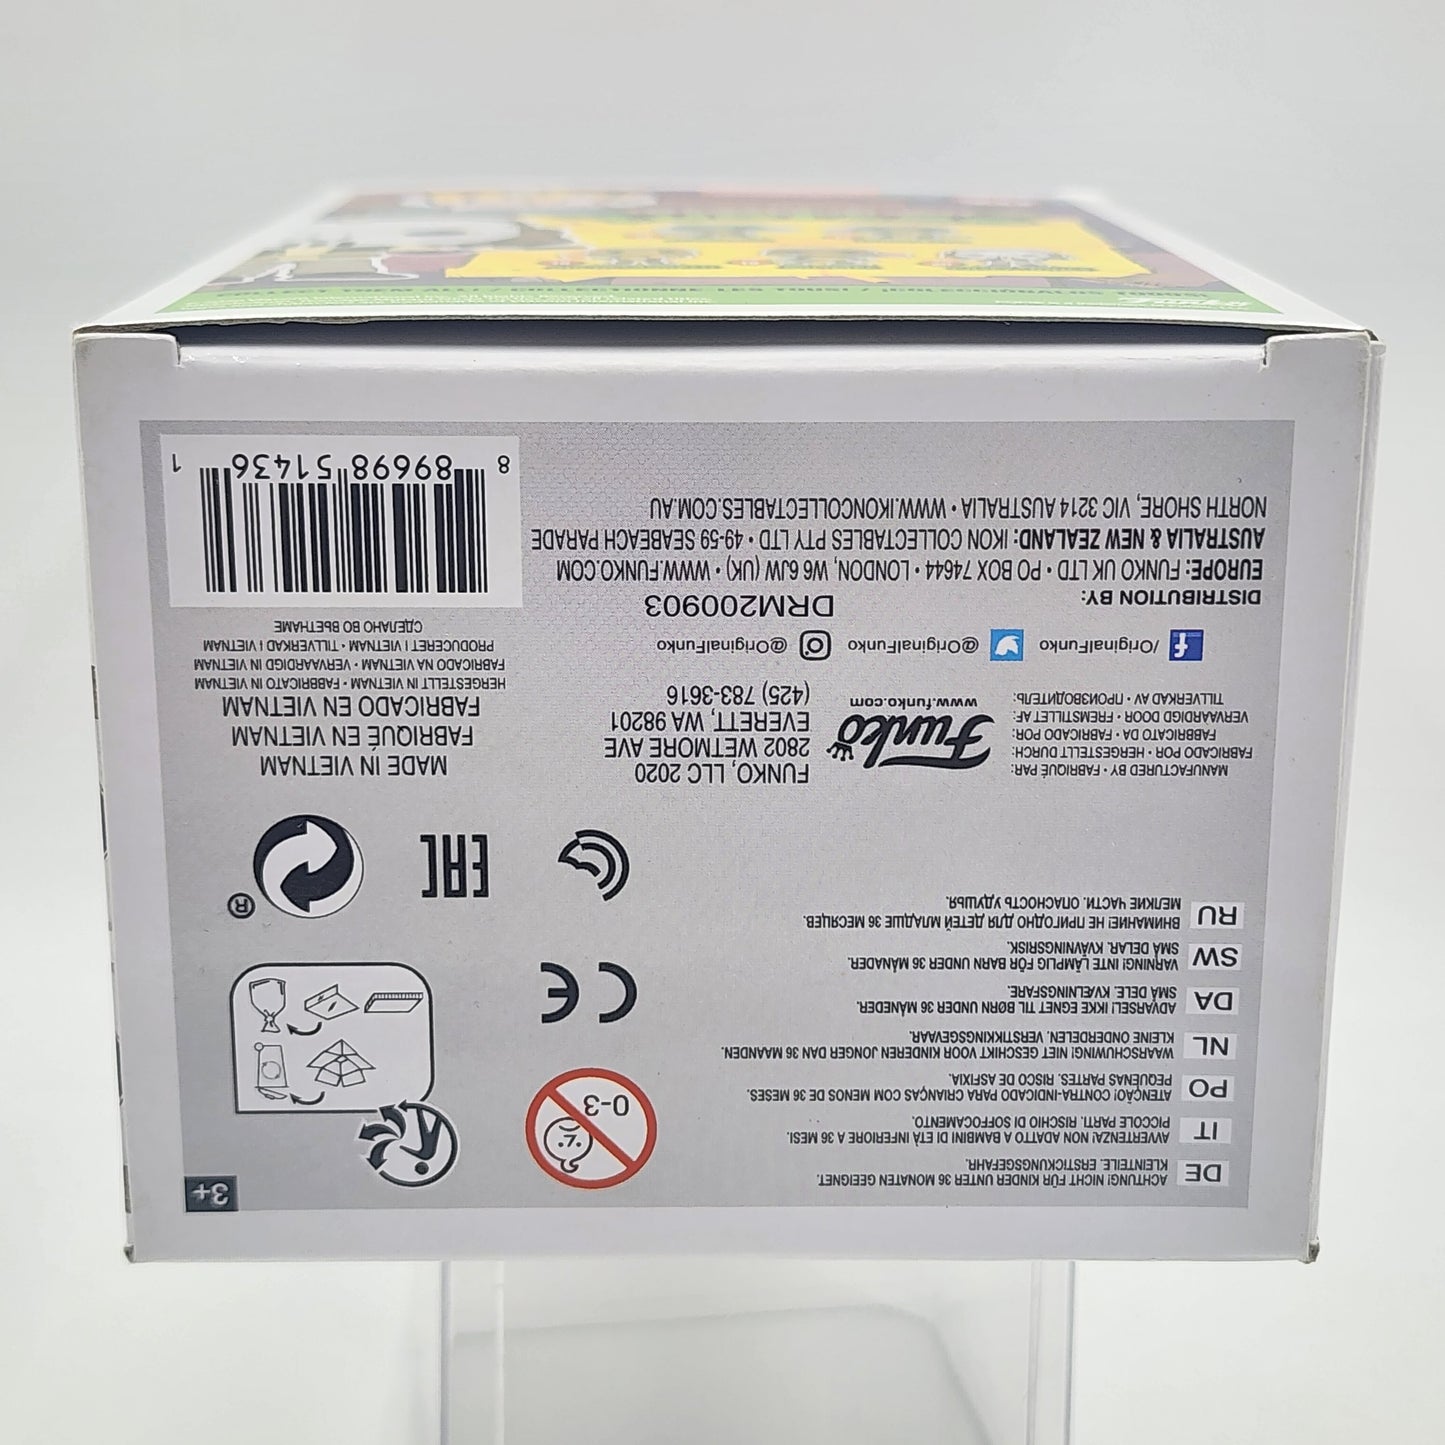 DE
ACHTUNG! NICHT FÜR KINDER UNTER 36 MONATEN GEEIGNET.
KLEINTEILE. ERSTICKUNGSGEFAHR.
IT
AVVERTENZA! NON ADATTO A BAMBINI DI ETÀ INFERIORE A 36 MESI.
PICCOLE PARTI. RISCHIO DI SOFFOCAMENTO.
PO
ATENÇÃO! CONTRA-INDICADO PARA CRIANÇAS COM MENOS DE 36 MESES.
PEQUENAS PARTES. RISCO DE ASFIXIA.
NL
WAARSCHUWING! NIET GESCHIKT VOOR KINDEREN JONGER DAN 36 MAANDEN.
KLEINE ONDERDELEN. VERSTIKKINGSGEVAAR.
DA
ADVARSEL! IKKE EGNET TIL BØRN UNDER 36 MÅNEDER.
SMÅ DELE. KVÆLNINGSFARE.
SW
VARNING! INTE LÄMPLIG FÖR BARN UNDER 36 MÅNADER.
SMÅ DELAR. KVÄVNINGSRISK.
RU
ВНИМАНИЕ! НЕ ПРИГОДНО ДЛЯ ДЕТЕЙ МЛАДШЕ 36 МЕСЯЦЕВ.
МЕЛКИЕ ЧАСТИ. ОПАСНОСТЬ УДУШЬЯ.
0-3
3+
CE
EAC
®
MANUFACTURED BY • FABRIQUÉ PAR:
FABRICADO POR • HERGESTELLT DURCH:
FABBRICATO DA • FABRICADO POR:
VERVAARDIGD DOOR • FREMSTILLET AF:
TILLVERKAD AV • ПРОИЗВОДИТЕЛЬ:
Funko
www.funko.com
FUNKO, LLC 2020
2802 WETMORE AVE
EVERETT, WA 98201
(425) 783-3616
MADE IN VIETNAM
FABRIQUÉ EN VIETNAM
FABRICADO EN VIETNAM
HERGESTELLT IN VIETNAM • FABBRICATO IN VIETNAM
FABRICADO NA VIETNAM • VERVAARDIGD IN VIETNAM
PRODUCERET I VIETNAM • TILLVERKAD I VIETNAM
СДЕЛАНО ВО ВЬЕТНАМЕ
/OriginalFunko
@OriginalFunko
@OriginalFunko
DRM200903
DISTRIBUTION BY:
EUROPE: FUNKO UK LTD • PO BOX 74644 • LONDON, W6 6JW (UK) • WWW.FUNKO.COM
AUSTRALIA & NEW ZEALAND: IKON COLLECTABLES PTY LTD • 49-59 SEABEACH PARADE
NORTH SHORE, VIC 3214 AUSTRALIA • WWW.IKONCOLLECTABLES.COM.AU
8 89698 51436 1